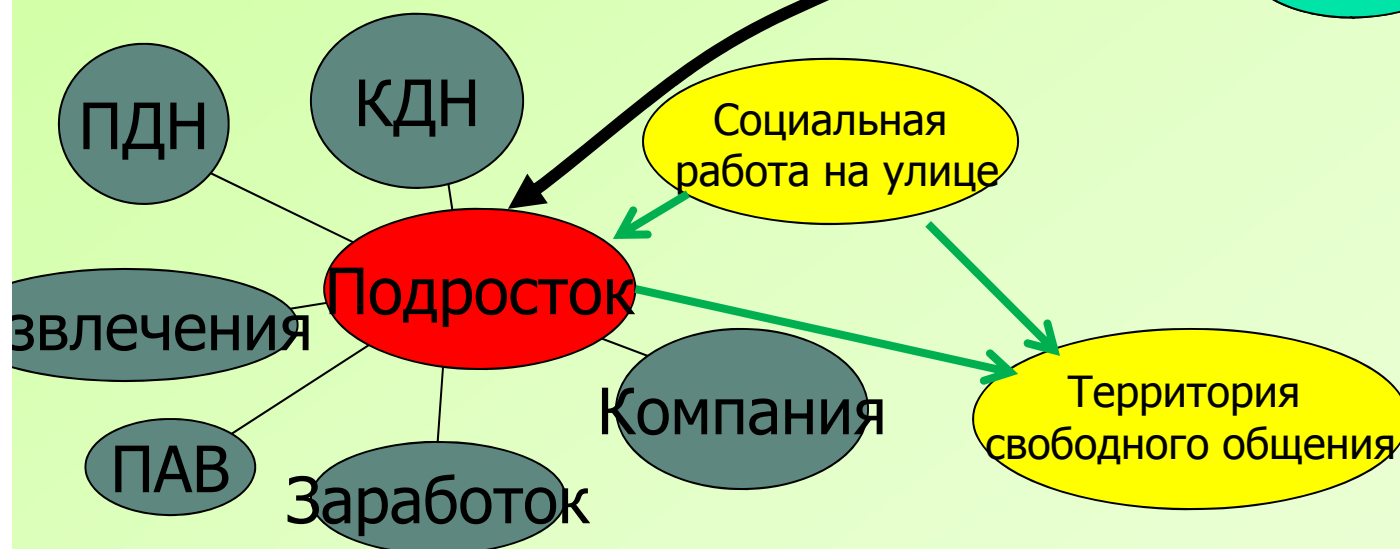 ПДН
КДН
Социальная
работа на улице
Подросток
звлечения
Компания
Территория
свободного общения
ПАВ
Заработок